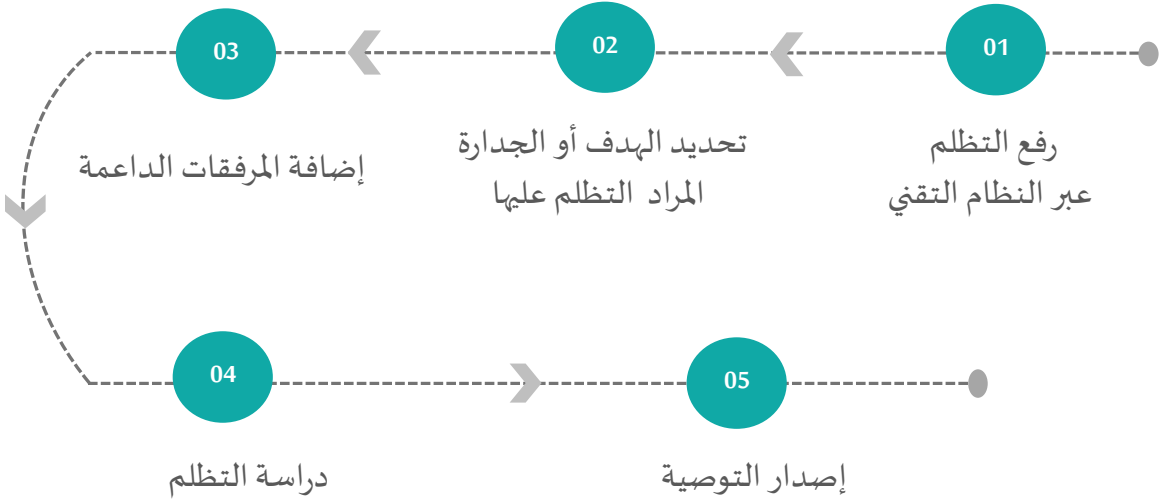 01
رفع التظلم
عبر النظام التقني
02
تحديد الهدف أو الجدارة
المراد التظلم عليها
03
إضافة المرفقات الداعمة
04
دراسة التظلم
05
إصدار التوصية